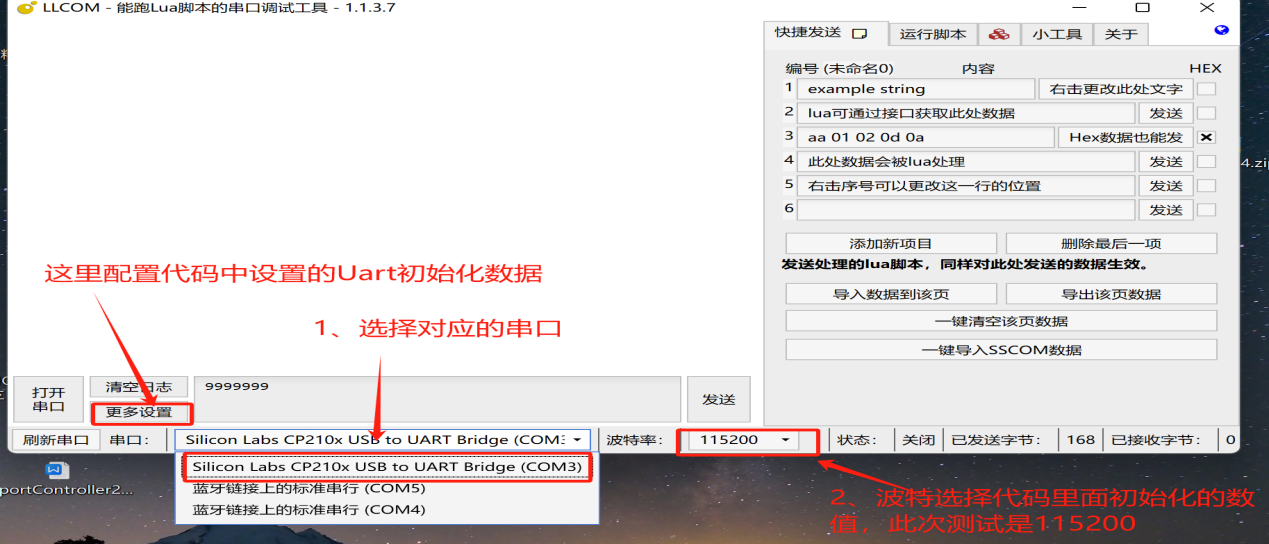 LLCOM - 能跑Lua脚本的串口调试工具 - 1.1.3.7
快捷发送 运行脚本 小工具 关于
编号 (未命名0) 内容 HEX
1 example string 右击更改此处文字
2 lua可通过接口获取此处数据 发送
3 aa 01 02 0d 0a Hex数据也能发
4 此处数据会被lua处理 发送
4.zip
5 右击序号可以更改这一行的位置 发送
6 发送
添加新项目 删除最后一项
发送处理的lua脚本，同样对此处发送的数据生效。
导入数据到该页 导出该页数据
一键清空该页数据
一键导入SSCOM数据
这里配置代码中设置的Uart初始化数据
1、选择对应的串口
打开
串口
清空日志
更多设置
9999999
发送
刷新串口 串口： Silicon Labs CP210x USB to UART Bridge (COM: 波特率： 115200 状态： 关闭 已发送字节： 168 已接收字节： 0
Silicon Labs CP210x USB to UART Bridge (COM3)
蓝牙链接上的标准串行 (COM5)
蓝牙链接上的标准串行 (COM4)
portController2...
2、波特选择代码里面初始化的数
值，此次测试是115200